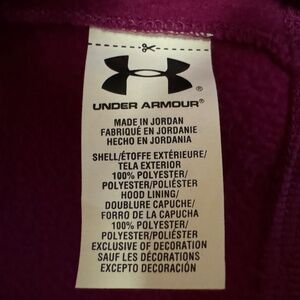 UNDER ARMOUR®
MADE IN JORDAN
FABRIQUÉ EN JORDANIE
HECHO EN JORDANIA
SHELL/ÉTOFFE EXTÉRIEURE/
TELA EXTERIOR
100% POLYESTER/
POLYESTER/POLIÉSTER
HOOD LINING/
DOUBLURE CAPUCHE/
FORRO DE LA CAPUCHA
100% POLYESTER/
POLYESTER/POLIÉSTER
EXCLUSIVE OF DECORATION
SAUF LES DÉCORATIONS
EXCEPTO DECORACIÓN